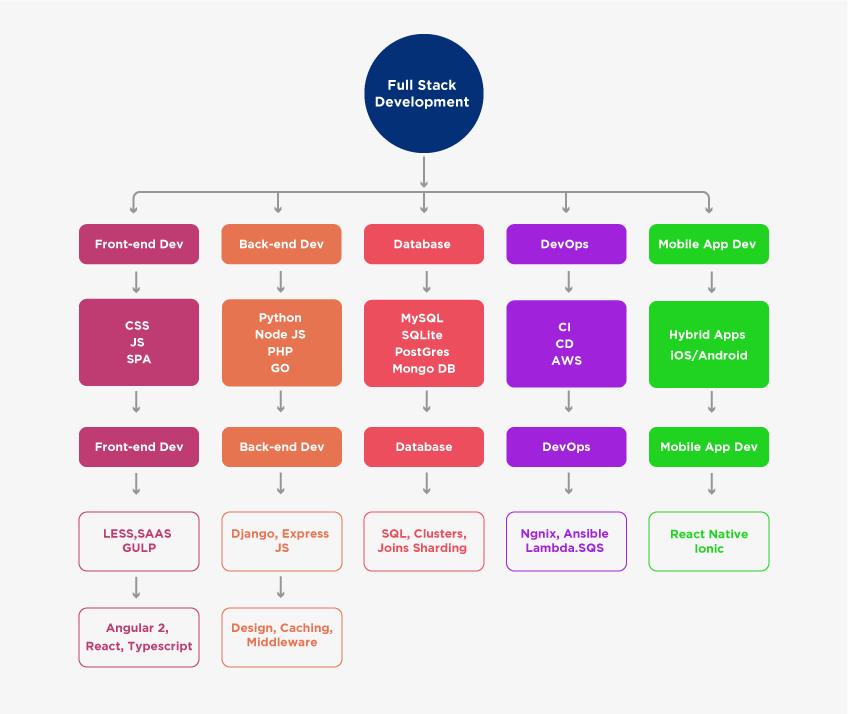 Full Stack
Development
Front-end Dev
Back-end Dev
Database
DevOps
Mobile App Dev
CSS
JS
SPA
Python
Node JS
PHP
GO
MySQL
SQLite
PostGres
Mongo DB
CI
CD
AWS
Hybrid Apps
iOS/Android
Front-end Dev
Back-end Dev
Database
DevOps
Mobile App Dev
LESS,SAAS
GULP
Django, Express
JS
SQL, Clusters,
Joins Sharding
Ngnix, Ansible
Lambda.SQS
React Native
Ionic
Angular 2,
React, Typescript
Design, Caching,
Middleware